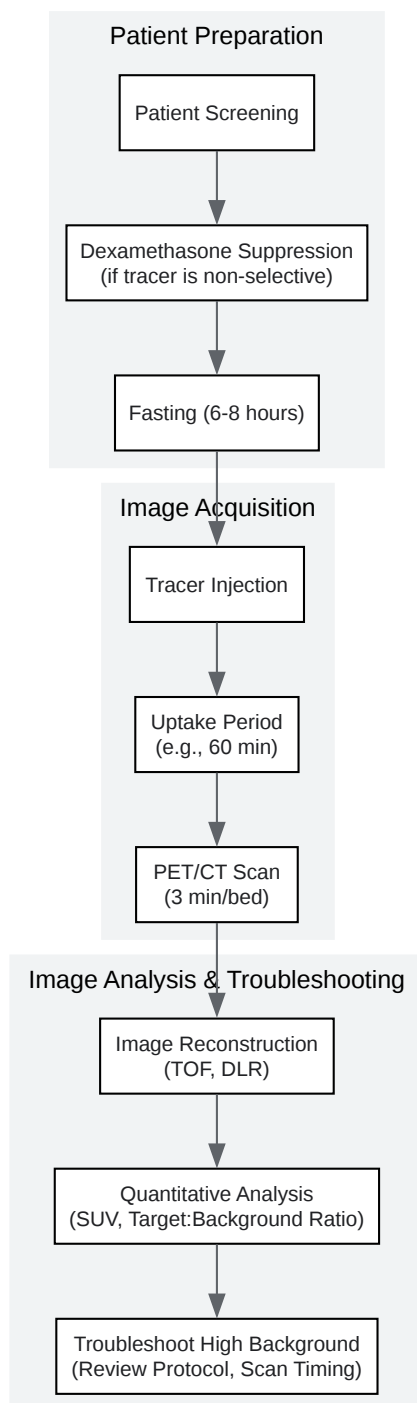 Patient Preparation
Patient Screening
Dexamethasone Suppression
(if tracer is non-selective)
Fasting (6-8 hours)
Image Acquisition
Tracer Injection
Uptake Period
(e.g., 60 min)
PET/CT Scan
(3 min/bed)
Image Analysis & Troubleshooting
Image Reconstruction
(TOF, DLR)
Quantitative Analysis
(SUV, Target:Background Ratio)
Troubleshoot High Background
(Review Protocol, Scan Timing)